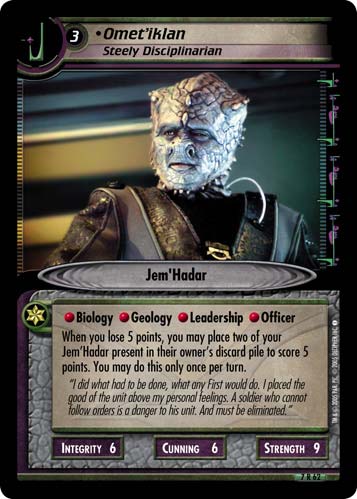 3
•Omet'iklan
Steely Disciplinarian
Jem'Hadar
Biology Geology Leadership Officer
When you lose 5 points, you may place two of your
Jem'Hadar present in their owner's discard pile to score 5
points. You may do this only once per turn.
"I did what had to be done, what any First would do. I placed the
good of the unit above my personal feelings. A soldier who cannot
follow orders is a danger to his unit. And must be eliminated."
INTEGRITY 6 CUNNING 6 STRENGTH 9
7 R 62